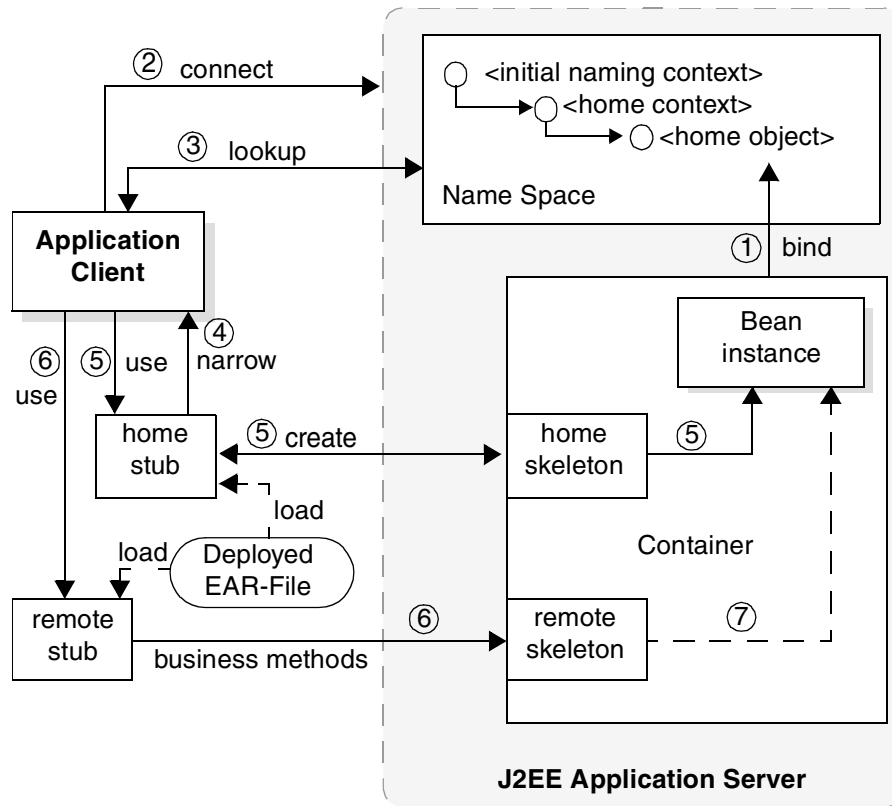 2 connect
<initial naming context>
<home context>
<home object>
3 lookup
Name Space
Application
Client
1 bind
Bean
instance
6
use
5
use
4
narrow
home
stub
5 create
home
skeleton
5
load
load
Deployed
EAR-File
Container
remote
stub
6
business methods
remote
skeleton
7
J2EE Application Server